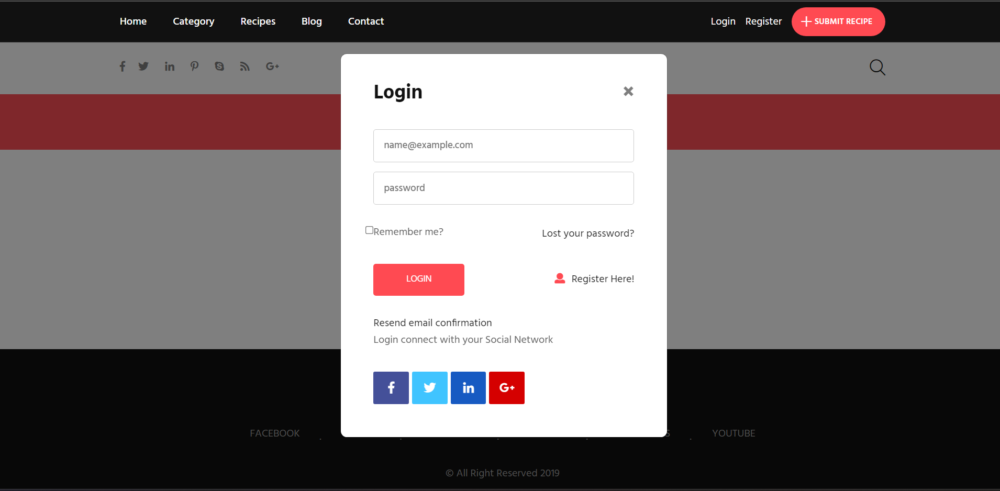 Home Category Recipes Blog Contact Login Register SUBMIT RECIPE
Login
name@example.com
password
Remember me? Lost your password?
LOGIN Register Here!
Resend email confirmation
Login connect with your Social Network
FACEBOOK . . . . S . YOUTUBE
© All Right Reserved 2019